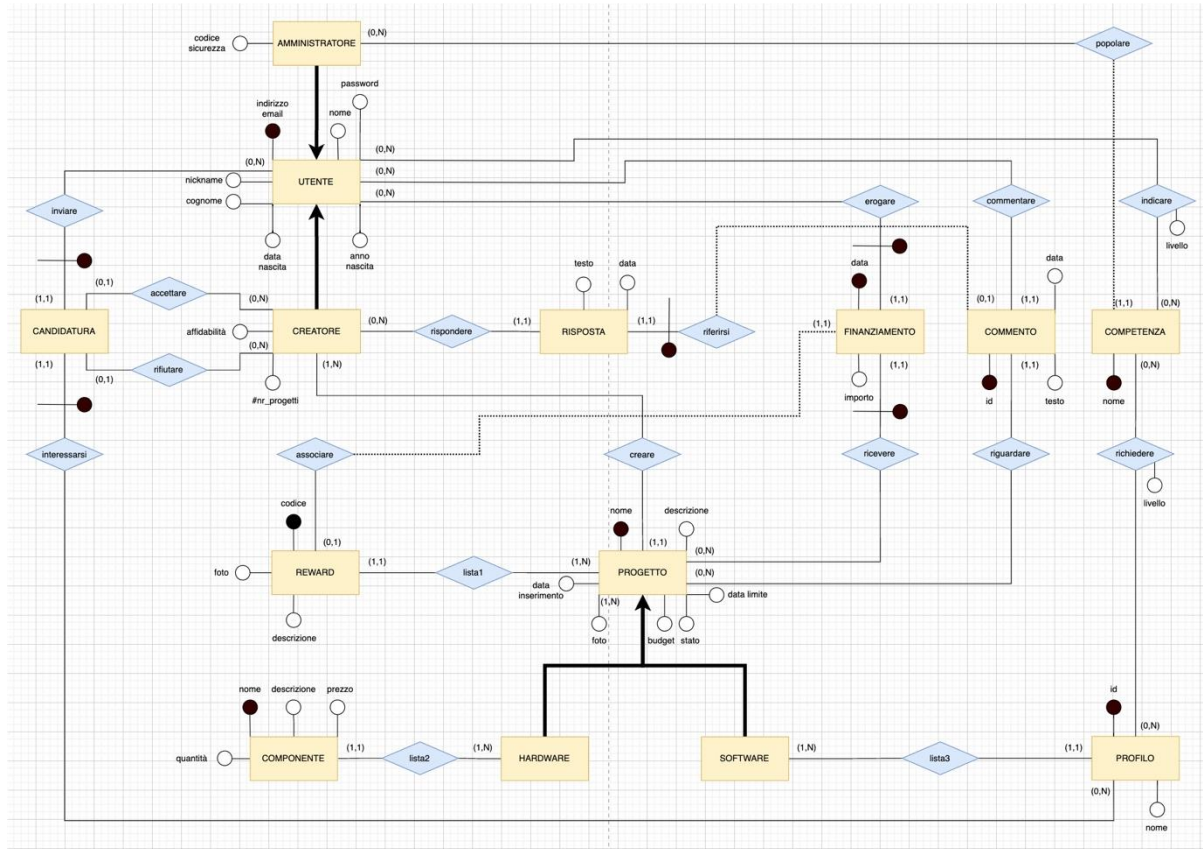 codice
sicurezza
AMMINISTRATORE
(0,N)
popolare
password
indirizzo
email
nome
(0,N)
(0,N)
nickname
UTENTE
(0,N)
(0,N)
cognome
inviare
erogare
commentare
indicare
livello
data
nascita
anno
nascita
testo
data
data
data
(1,1)
accettare
(0,1)
(0,N)
(1,1)
(0,1)
(1,1)
(1,1)
(0,N)
CANDIDATURA
affidabilità
CREATORE
(0,N)
rispondere
(1,1)
RISPOSTA
(1,1)
riferirsi
(1,1)
FINANZIAMENTO
COMMENTO
COMPETENZA
(1,1)
(0,1)
rifiutare
(0,N)
(1,N)
(1,1)
(1,1)
(0,N)
#nr_progetti
importo
id
testo
nome
interessarsi
associare
creare
ricevere
riguardare
richiedere
livello
codice
nome
descrizione
(0,1)
(1,1)
(0,N)
foto
REWARD
(1,1)
lista1
(1,N)
PROGETTO
(0,N)
data
inserimento
data limite
(1,N)
foto
budget
stato
descrizione
nome
descrizione
prezzo
id
quantità
COMPONENTE
(1,1)
lista2
(1,N)
HARDWARE
SOFTWARE
(1,N)
lista3
(1,1)
(0,N)
PROFILO
(0,N)
nome